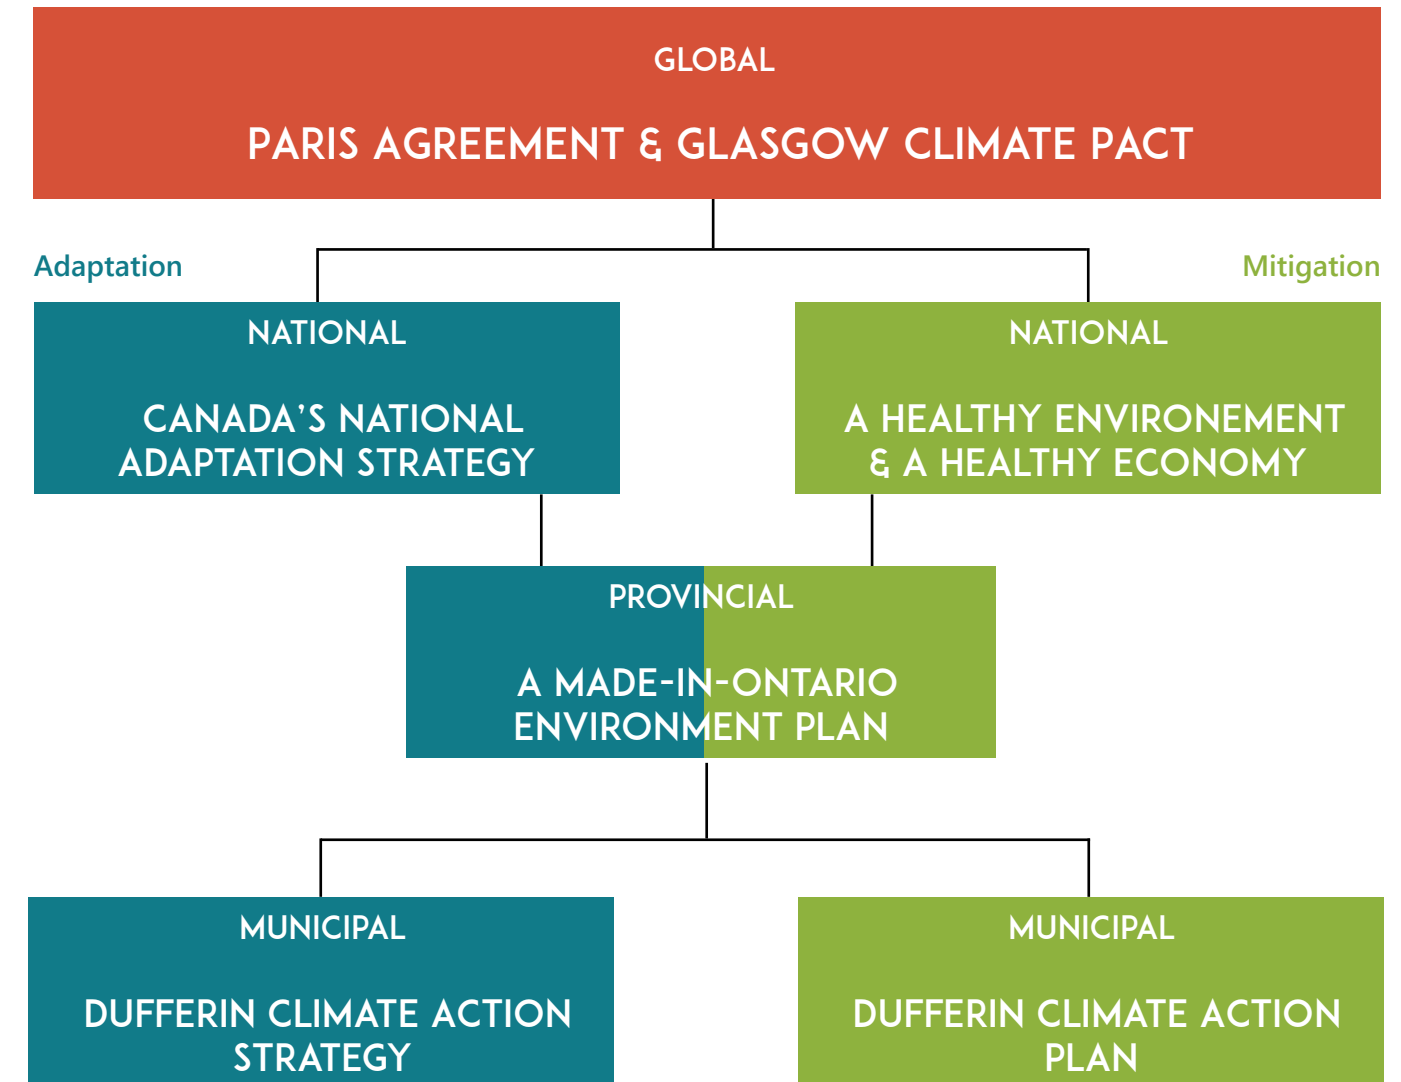 GLOBAL
PARIS AGREEMENT & GLASGOW CLIMATE PACT
Adaptation
Mitigation
NATIONAL
CANADA'S NATIONAL
ADAPTATION STRATEGY
NATIONAL
A HEALTHY ENVIRONEMENT
& A HEALTHY ECONOMY
PROVINCIAL
A MADE-IN-ONTARIO
ENVIRONMENT PLAN
MUNICIPAL
DUFFERIN CLIMATE ACTION
STRATEGY
MUNICIPAL
DUFFERIN CLIMATE ACTION
PLAN